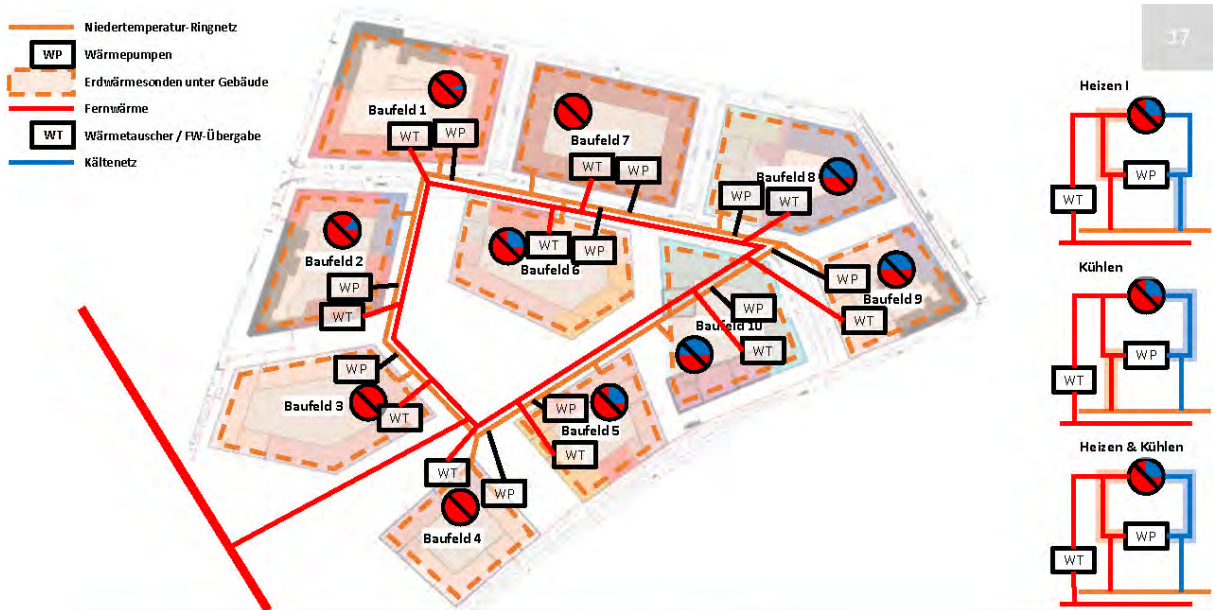 Niedertemperatur-Ringnetz
WP Wärmepumpen
Erdwärmesonden unter Gebäude
Fernwärme
WT Wärmetauscher / FW-Übergabe
Kältenetz
17
Baufeld 1
WT
WP
Baufeld 7
WT
WP
Baufeld 8
WP
WT
Baufeld 2
WP
WT
WT
WP
Baufeld 6
WP
Baufeld 9
WT
WP
Baufeld 10
WT
WP
Baufeld 3
WT
WP
Baufeld 5
WT
WT
WP
Baufeld 4
Heizen I
WP
WT
Kühlen
WP
WT
Heizen & Kühlen
WP
WT